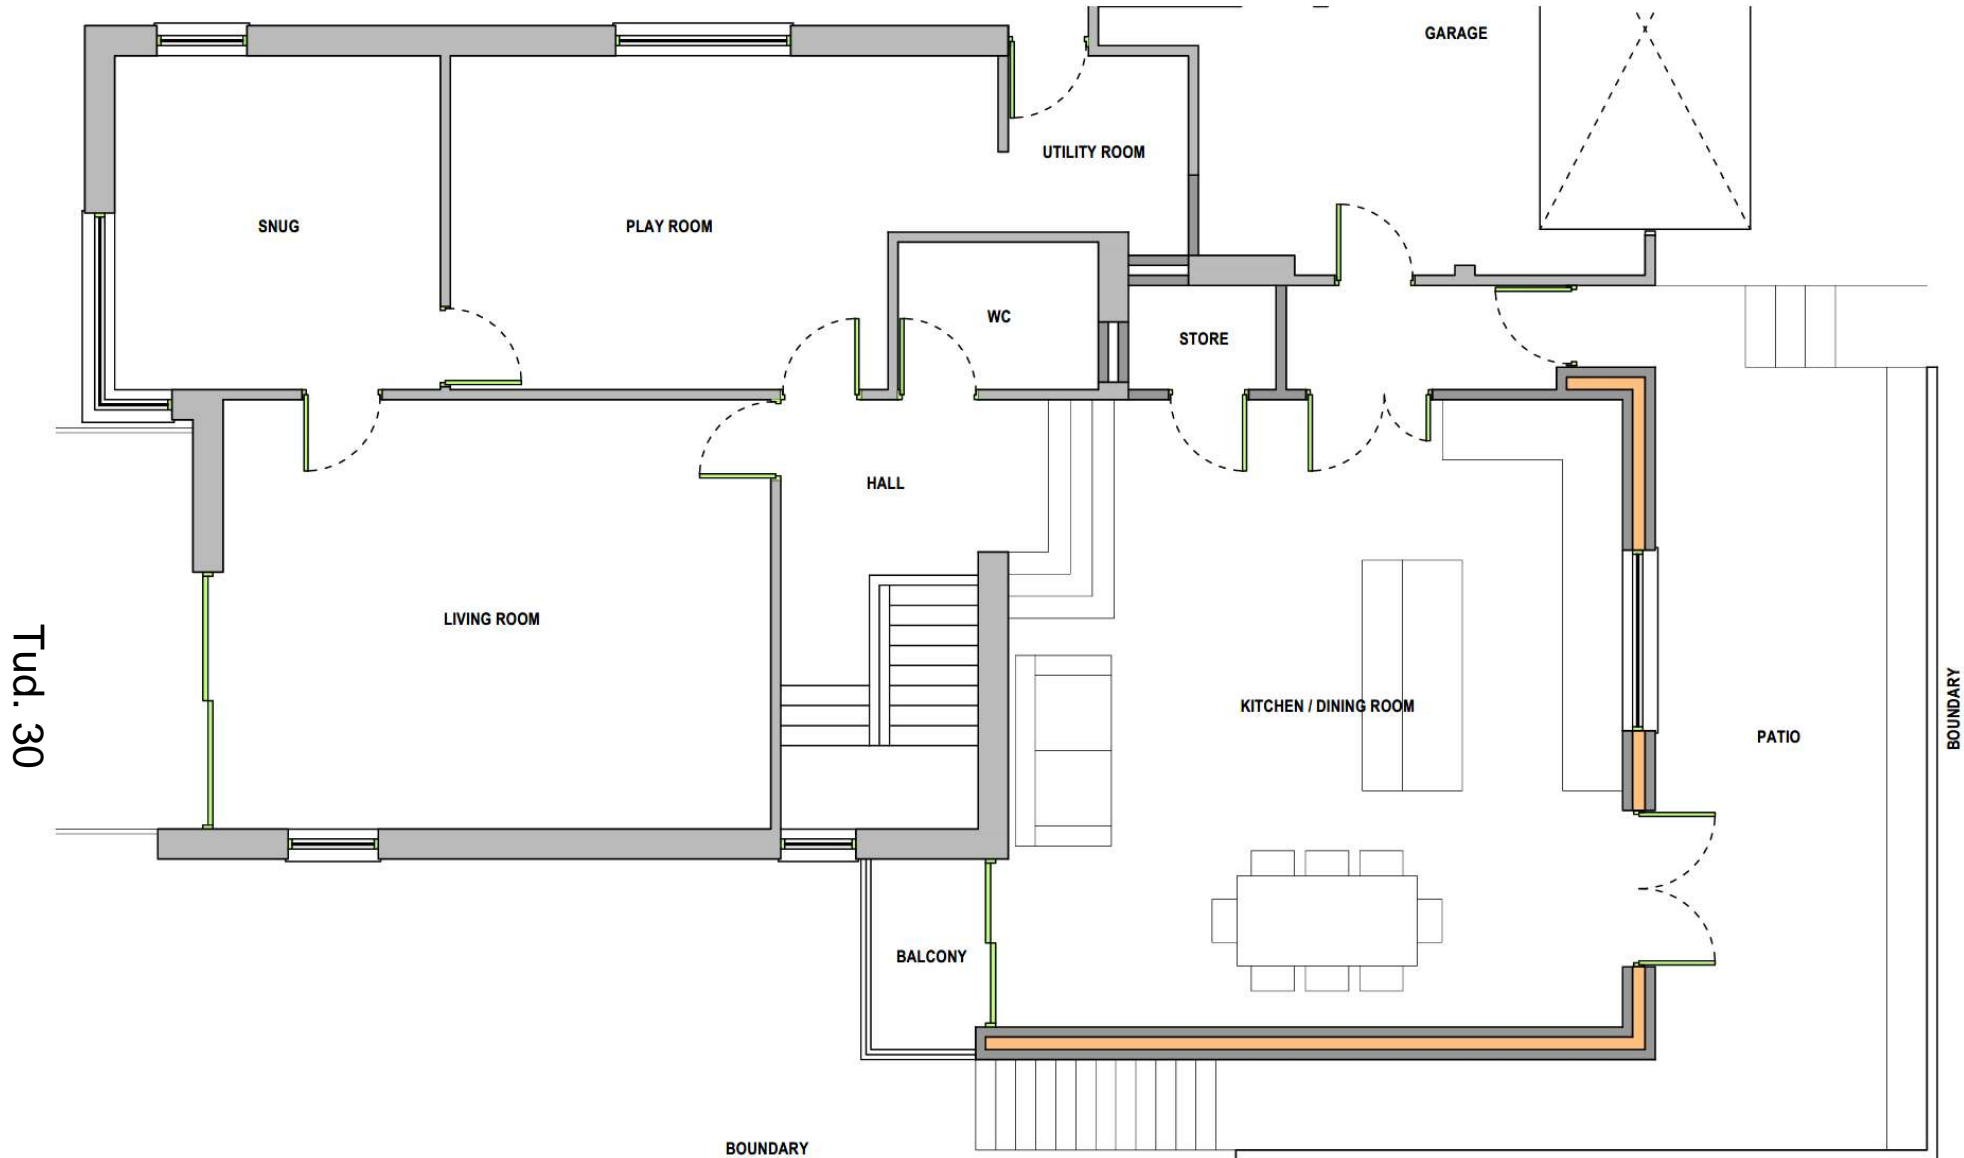 GARAGE
UTILITY ROOM
SNUG
PLAY ROOM
WC
STORE
HALL
LIVING ROOM
Tud. 30
KITCHEN / DINING ROOM
PATIO
BOUNDARY
BALCONY
BOUNDARY